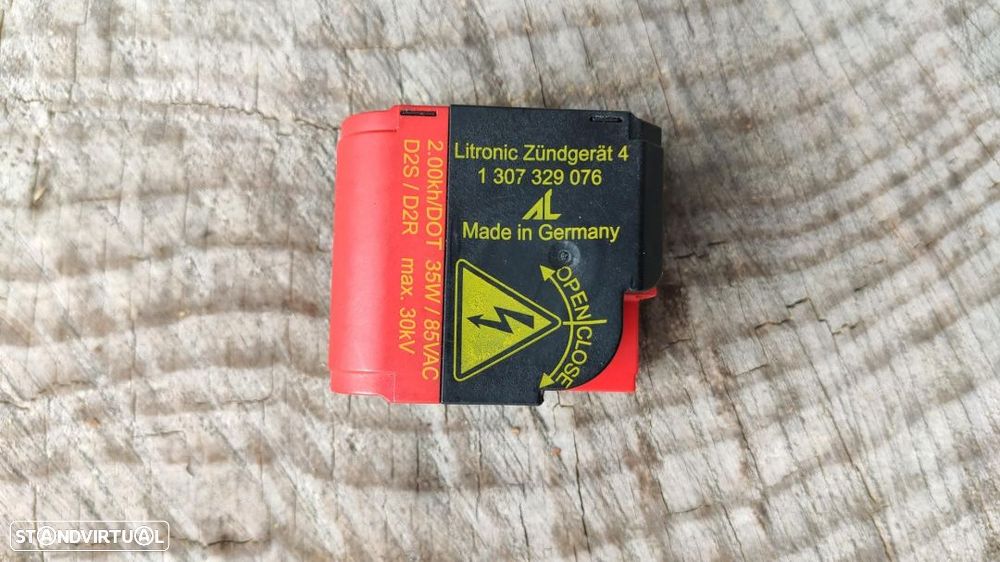 Litronic Zündgerät 4
1 307 329 076
AL
Made in Germany
OPEN CLOSE
2.00kh/DOT 35W / 85VAC
D2S / D2R max. 30kV
STANDVIRTUAL